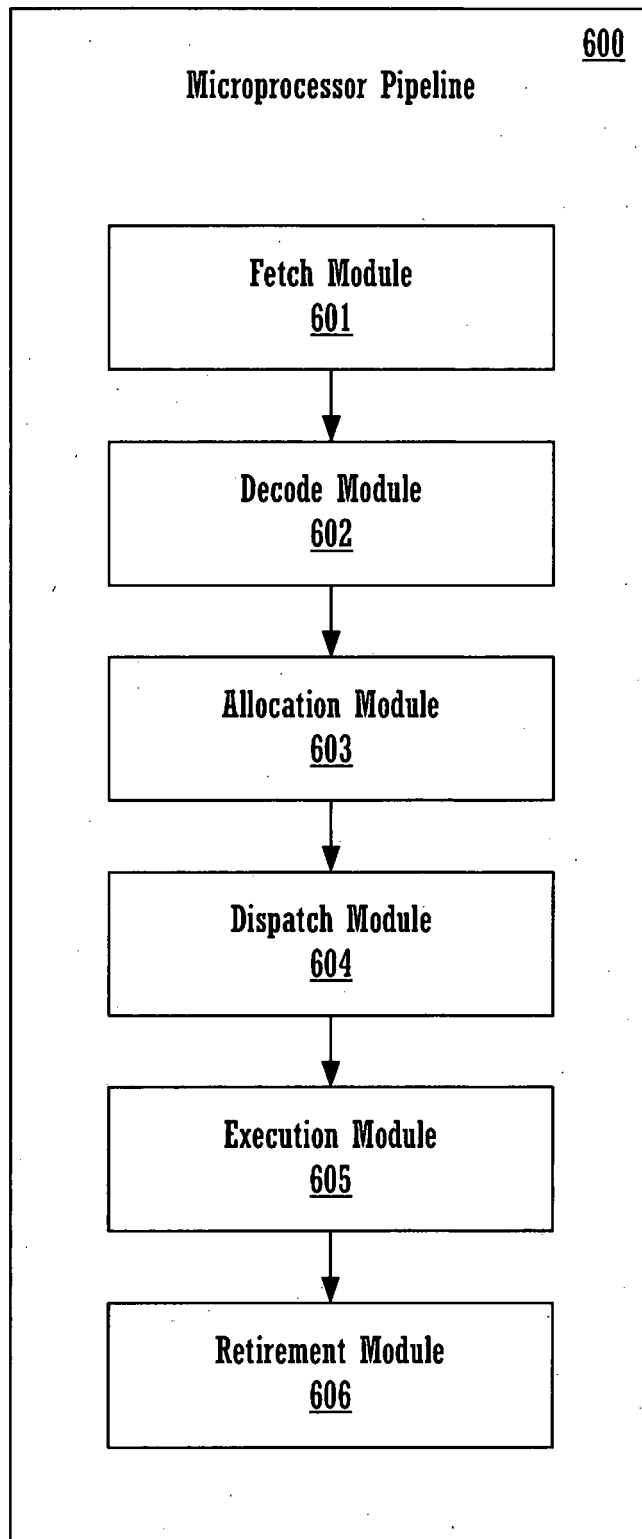 600
Microprocessor Pipeline
Fetch Module
601
Decode Module
602
Allocation Module
603
Dispatch Module
604
Execution Module
605
Retirement Module
606